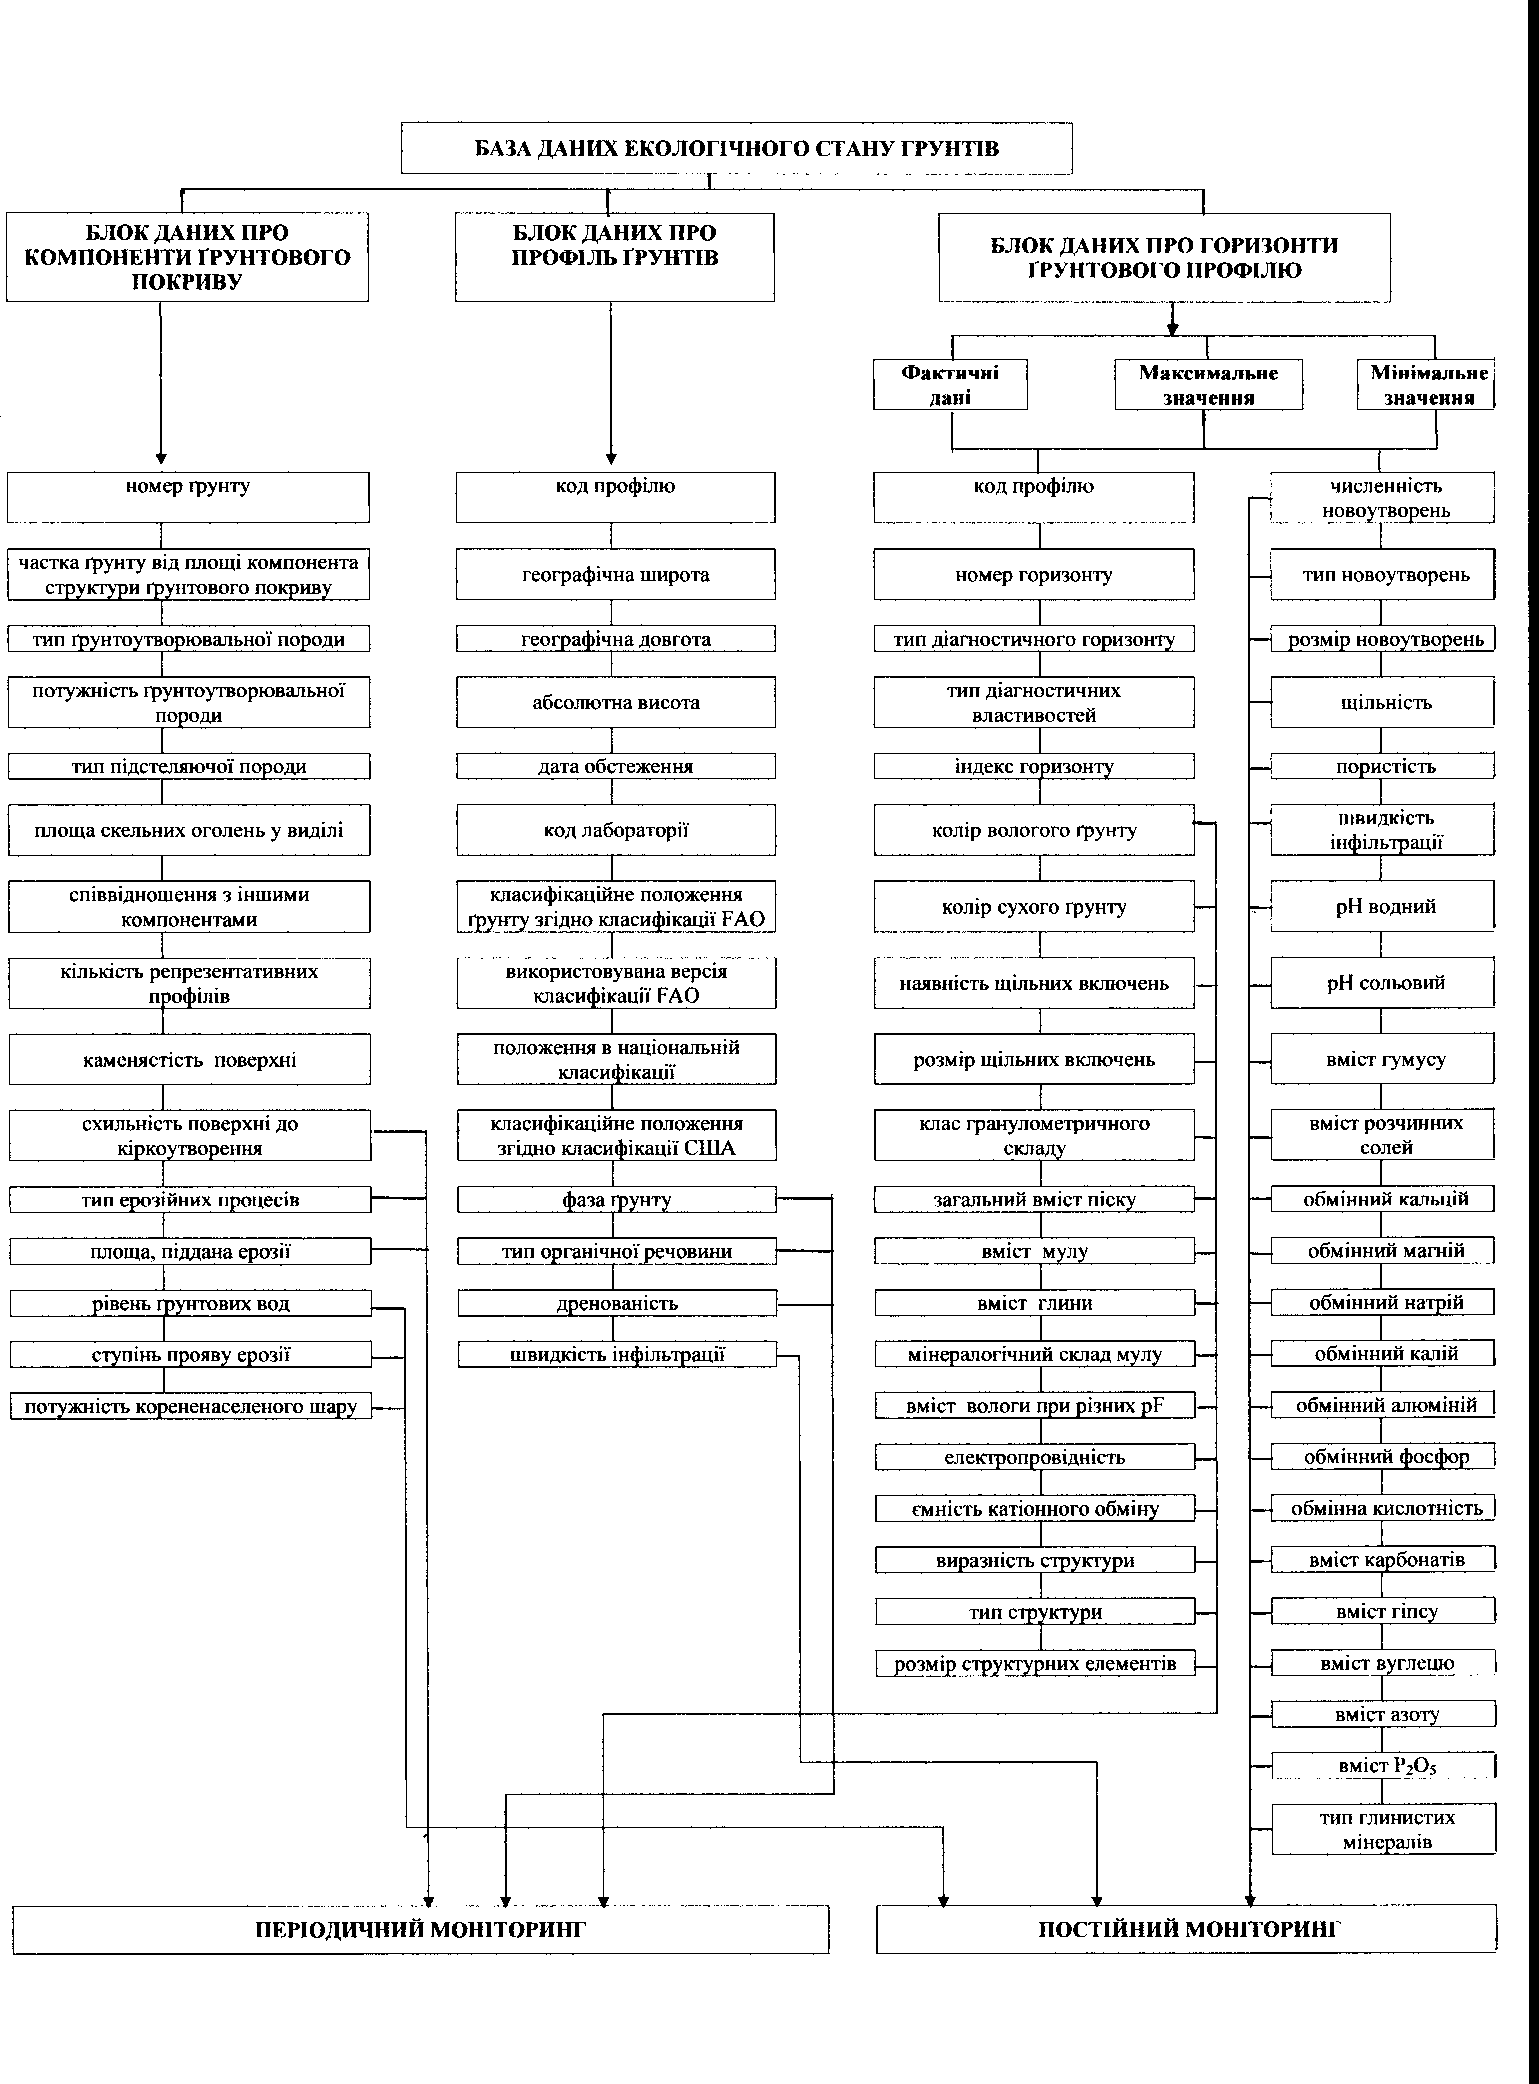 БАЗА ДАНИХ ЕКОЛОГІЧНОГО СТАНУ ГРУНТІВ
БЛОК ДАНИХ ПРО
КОМПОНЕНТИ ҐРУНТОВОГО
ПОКРИВУ
БЛОК ДАНИХ ПРО
ПРОФІЛЬ ҐРУНТІВ
БЛОК ДАНИХ ПРО ГОРИЗОНТИ
ҐРУНТОВОГО ПРОФІЛЮ
Фактичні
дані
Максимальне
значення
Мінімальне
значення
номер ґрунту
частка ґрунту від площі компонента
структури ґрунтового покриву
тип ґрунтоутворювальної породи
потужність ґрунтоутворювальної
породи
тип підстеляючої породи
площа скельних оголень у виділі
співвідношення з іншими
компонентами
кількість репрезентативних
профілів
каменястість поверхні
схильність поверхні до
кіркоутворення
тип ерозійних процесів
площа, піддана ерозії
рівень ґрунтових вод
ступінь прояву ерозії
потужність корененаселеного шару
код профілю
географічна широта
географічна довгота
абсолютна висота
дата обстеження
код лабораторії
класифікаційне положення
ґрунту згідно класифікації FAO
використовувана версія
класифікації FAO
положення в національній
класифікації
класифікаційне положення
згідно класифікації США
фаза ґрунту
тип органічної речовини
дренованість
швидкість інфільтрації
код профілю
номер горизонту
тип діагностичного горизонту
тип діагностичних
властивостей
індекс горизонту
колір вологого ґрунту
колір сухого ґрунту
наявність щільних включень
розмір щільних включень
клас гранулометричного
складу
загальний вміст піску
вміст мулу
вміст глини
мінералогічний склад мулу
вміст вологи при різних pF
електропровідність
ємність катіонного обміну
виразність структури
тип структури
розмір структурних елементів
численність
новоутворень
тип новоутворень
розмір новоутворень
щільність
пористість
швидкість
інфільтрації
pH водний
pH сольовий
вміст гумусу
вміст розчинних
солей
обмінний кальцій
обмінний магній
обмінний натрій
обмінний калій
обмінний алюміній
обмінний фосфор
обмінна кислотність
вміст карбонатів
вміст гіпсу
вміст вуглецю
вміст азоту
вміст P₂O₅
тип глинистих
мінералів
ПЕРІОДИЧНИЙ МОНІТОРИНГ
ПОСТІЙНИЙ МОНІТОРИНГ